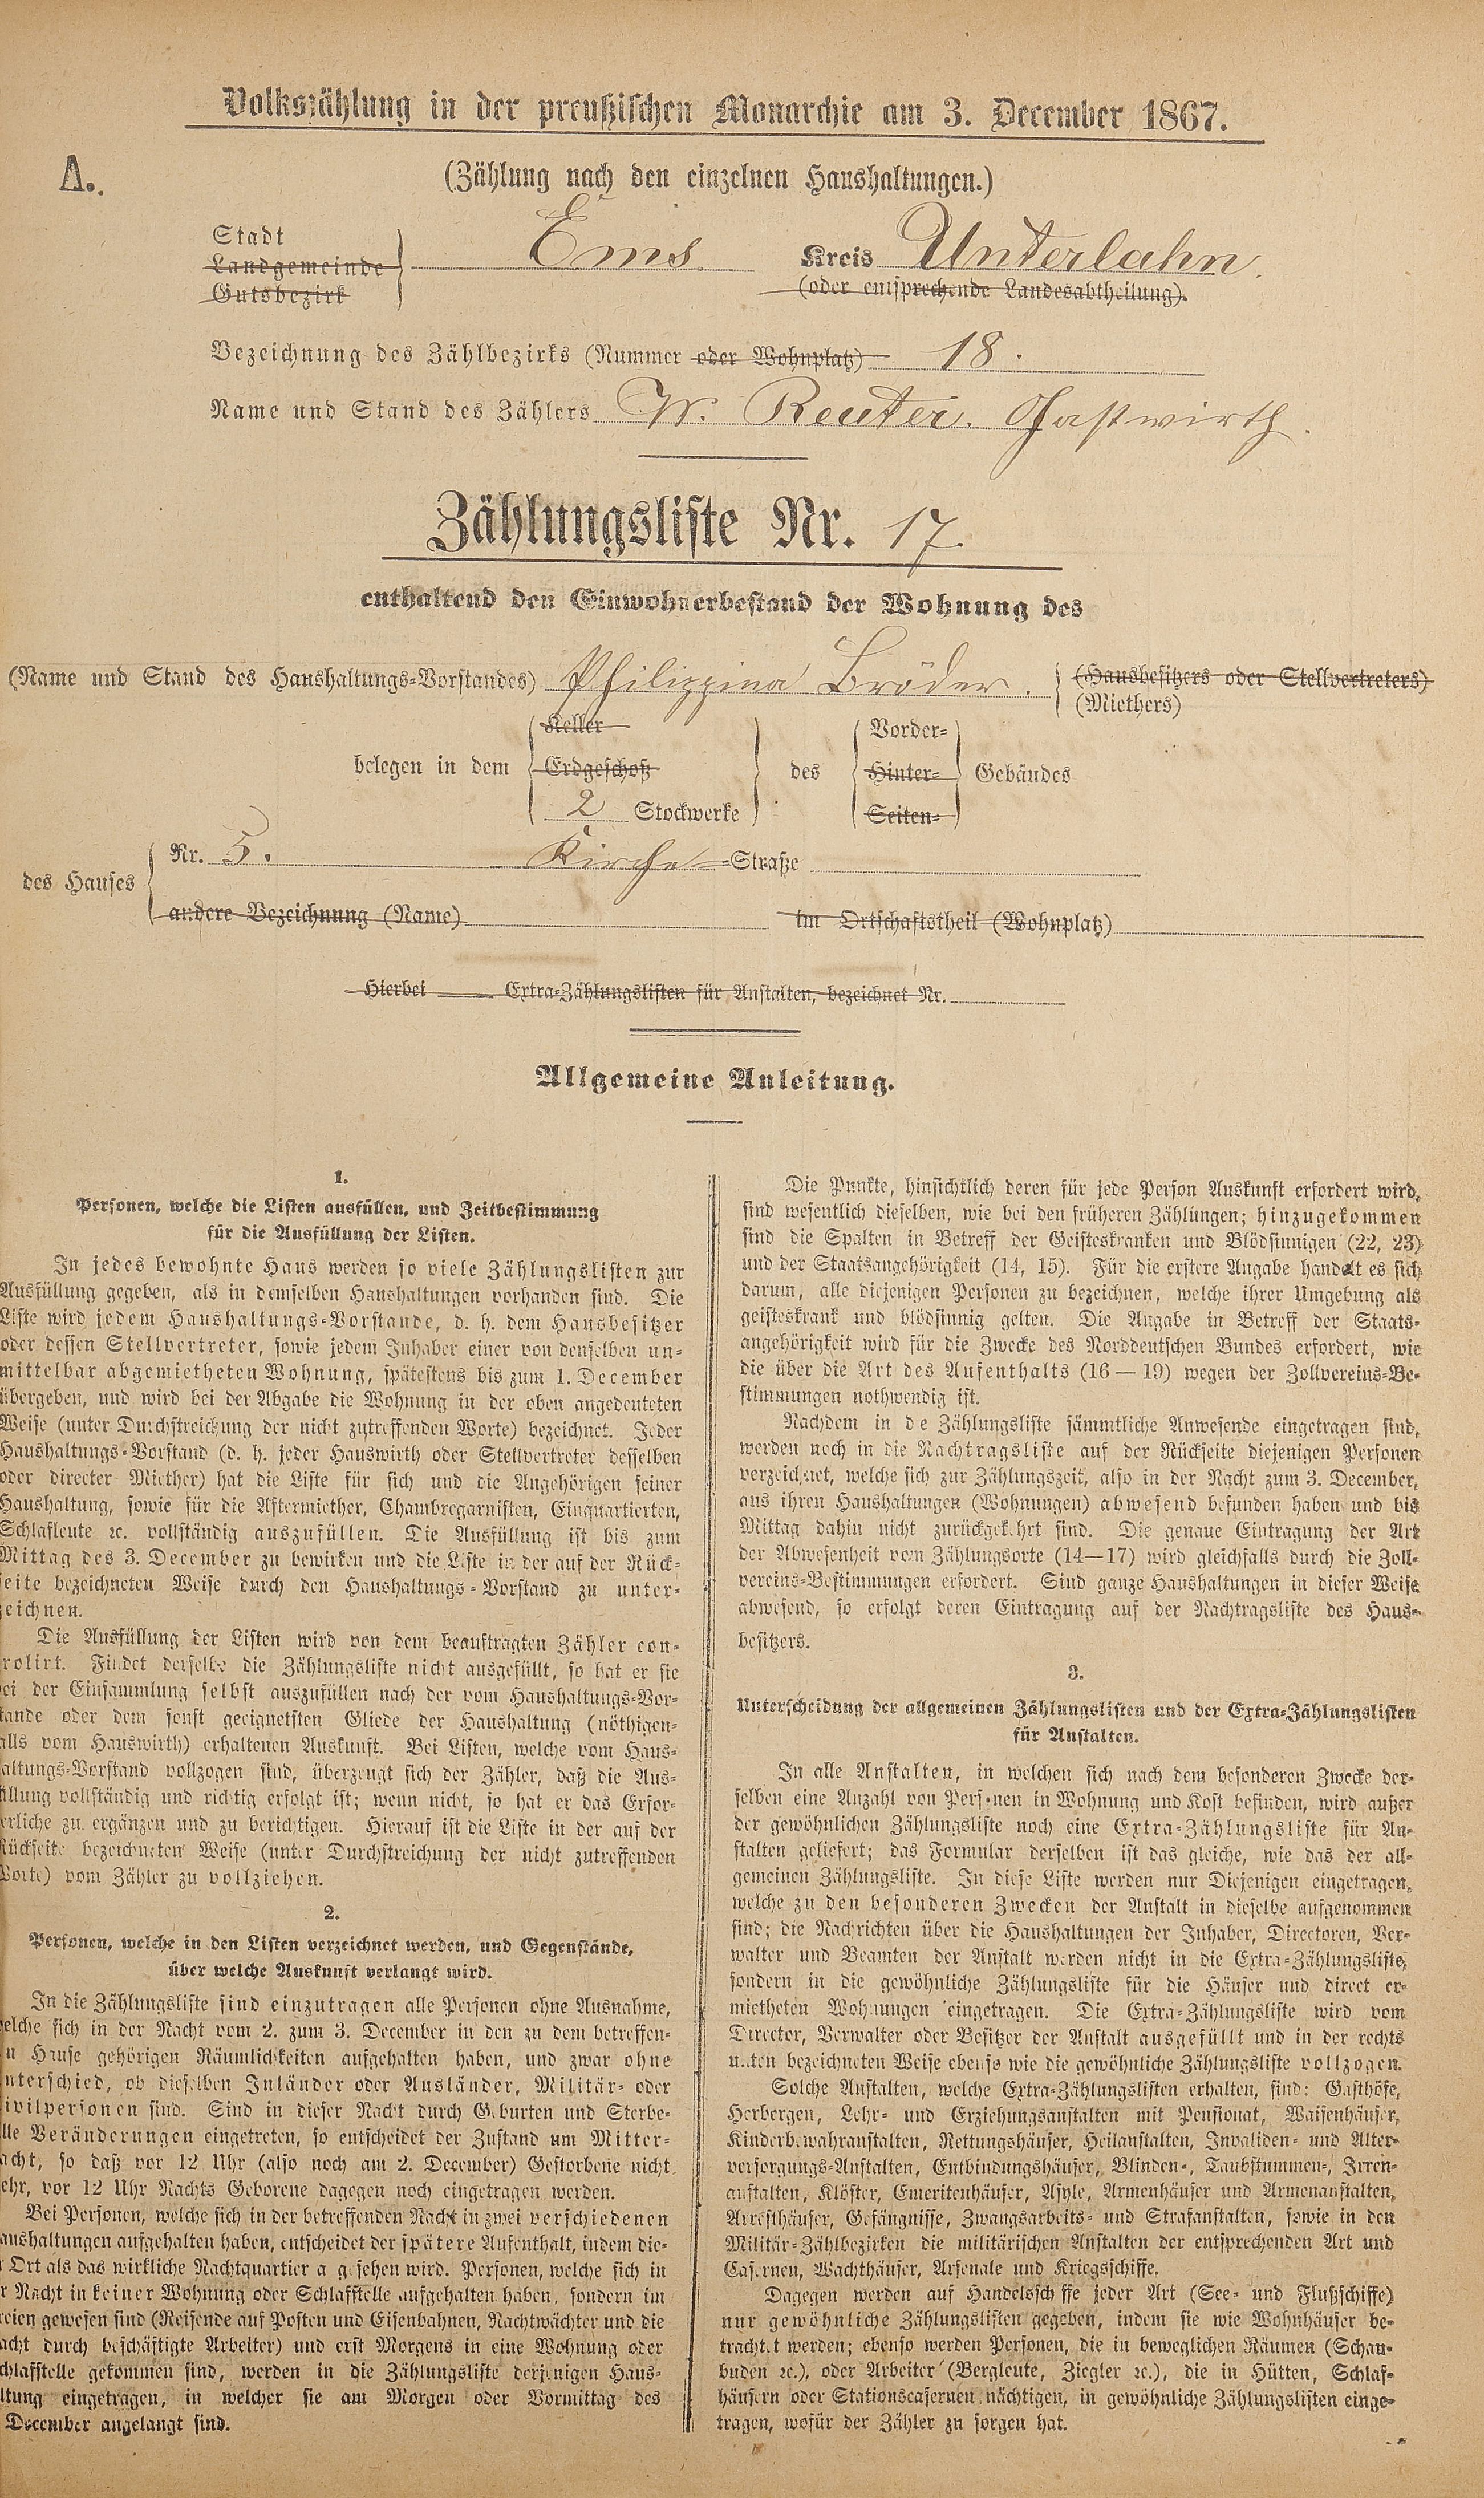 Volkszählung in der preußischen Monarchie am 3. December 1867.
A.
(Zählung nach den einzelnen Haushaltungen.)
Stadt
Landgemeinde
Gutsbezirk
Ems.
Kreis Unterlahn.
(oder entsprechende Landesabtheilung).
Bezeichnung des Zählbezirks (Nummer oder Wohnplatz) 18.
Name und Stand des Zählers W. Reuter. Gastwirth.
Zählungsliste Nr. 17.
enthaltend den Einwohnerbestand der Wohnung des
(Name und Stand des Haushaltungs-Vorstandes) Philippina Bröder. (Hausbesitzers oder Stellvertreters)
(Miethers)
Keller
belegen in dem Erdgeschoß des
2 Stockwerke
Vorder-
Hinter- Gebäudes
Seiten-
des Hauses
Nr. 5. Kirche-Straße
andere Bezeichnung (Name) im Ortschaftstheil (Wohnplatz)
Hierbei Extra-Zählungslisten für Anstalten, bezeichnet Nr.
Allgemeine Anleitung.
1.
Personen, welche die Listen ausfüllen, und Zeitbestimmung
für die Ausfüllung der Listen.
In jedes bewohnte Haus werden so viele Zählungslisten zur
Ausfüllung gegeben, als in demselben Haushaltungen vorhanden sind. Die
Liste wird jedem Haushaltungs-Vorstande, d. h. dem Hausbesitzer
oder dessen Stellvertreter, sowie jedem Inhaber einer von denselben un-
mittelbar abgemietheten Wohnung, spätestens bis zum 1. December
übergeben, und wird bei der Abgabe die Wohnung in der oben angedeuteten
Weise (unter Durchstreichung der nicht zutreffenden Worte) bezeichnet. Jeder
Haushaltungs-Vorstand (d. h. jeder Hauswirth oder Stellvertreter desselben
oder directer Miether) hat die Liste für sich und die Angehörigen seiner
Haushaltung, sowie für die Aftermiether, Chambregarnisten, Einquartierten,
Schlafleute ꝛc. vollständig auszufüllen. Die Ausfüllung ist bis zum
Mittag des 3. December zu bewirken und die Liste in der auf der Rück-
seite bezeichneten Weise durch den Haushaltungs-Vorstand zu unter-
zeichnen.
Die Ausfüllung der Listen wird von dem beauftragten Zähler con-
rolirt. Findet derselbe die Zählungsliste nicht ausgefüllt, so hat er sie
ei der Einsammlung selbst auszufüllen nach der vom Haushaltungs-Vor-
tande oder dem sonst geeignetsten Gliede der Haushaltung (nöthigen-
alls vom Hauswirth) erhaltenen Auskunft. Bei Listen, welche vom Haus-
altungs-Vorstand vollzogen sind, überzeugt sich der Zähler, daß die Aus-
üllung vollständig und richtig erfolgt ist; wenn nicht, so hat er das Erfor-
erliche zu ergänzen und zu berichtigen. Hierauf ist die Liste in der auf der
Rückseite bezeichneten Weise (unter Durchstreichung der nicht zutreffenden
Worte) vom Zähler zu vollziehen.
2.
Personen, welche in den Listen verzeichnet werden, und Gegenstände,
über welche Auskunft verlangt wird.
In die Zählungsliste sind einzutragen alle Personen ohne Ausnahme,
elche sich in der Nacht vom 2. zum 3. December in den zu dem betreffen-
n Hause gehörigen Räumlichkeiten aufgehalten haben, und zwar ohne
nterschied, ob dieselben Inländer oder Ausländer, Militär- oder
ivilpersonen sind. Sind in dieser Nacht durch Geburten und Sterbe-
lle Veränderungen eingetreten, so entscheidet der Zustand um Mitter-
acht, so daß vor 12 Uhr (also noch am 2. December) Gestorbene nicht
ehr, vor 12 Uhr Nachts Geborene dagegen noch eingetragen werden.
Bei Personen, welche sich in der betreffenden Nacht in zwei verschiedenen
aushaltungen aufgehalten haben, entscheidet der spätere Aufenthalt, indem die-
r Ort als das wirkliche Nachtquartier a g sehen wird. Personen, welche sich in
r Nacht in keiner Wohnung oder Schlafstelle aufgehalten haben, sondern im
reien gewesen sind (Reisende auf Posten und Eisenbahnen, Nachtwächter und die
acht durch beschäftigte Arbeiter) und erst Morgens in eine Wohnung oder
chlafstelle gekommen sind, werden in die Zählungsliste derjenigen Haus-
ltung eingetragen, in welcher sie am Morgen oder Vormittag des
December angelangt sind.
Die Punkte, hinsichtlich deren für jede Person Auskunft erfordert wird,
sind wesentlich dieselben, wie bei den früheren Zählungen; hinzugekommen
sind die Spalten in Betreff der Geisteskranken und Blödsinnigen (22, 23)
und der Staatsangehörigkeit (14, 15). Für die erstere Angabe handelt es sich
darum, alle diejenigen Personen zu bezeichnen, welche ihrer Umgebung als
geisteskrank und blödsinnig gelten. Die Angabe in Betreff der Staats-
angehörigkeit wird für die Zwecke des Norddeutschen Bundes erfordert, wie
die über die Art des Aufenthalts (16 — 19) wegen der Zollvereins-Be-
stimmungen nothwendig ist.
Nachdem in d e Zählungsliste sämmtliche Anwesende eingetragen sind,
werden noch in die Nachtragsliste auf der Rückseite diejenigen Personen
verzeichnet, welche sich zur Zählungszeit, also in der Nacht zum 3. December,
aus ihren Haushaltungen (Wohnungen) abwesend befunden haben und bis
Mittag dahin nicht zurückgekehrt sind. Die genaue Eintragung der Art
der Abwesenheit vom Zählungsorte (14—17) wird gleichfalls durch die Zoll-
vereins-Bestimmungen erfordert. Sind ganze Haushaltungen in dieser Weise
abwesend, so erfolgt deren Eintragung auf der Nachtragsliste des Haus-
besitzers.
3.
Unterscheidung der allgemeinen Zählungslisten und der Extra-Zählungslisten
für Anstalten.
In alle Anstalten, in welchen sich nach dem besonderen Zwecke der-
selben eine Anzahl von Personen in Wohnung und Kost befinden, wird außer
der gewöhnlichen Zählungsliste noch eine Extra-Zählungsliste für An-
stalten geliefert; das Formular derselben ist das gleiche, wie das der all-
gemeinen Zählungsliste. In diese Liste werden nur Diejenigen eingetragen,
welche zu den besonderen Zwecken der Anstalt in dieselbe aufgenommen
sind; die Nachrichten über die Haushaltungen der Inhaber, Directoren, Ver-
walter und Beamten der Anstalt werden nicht in die Extra-Zählungsliste,
sondern in die gewöhnliche Zählungsliste für die Häuser und direct er-
mietheten Wohnungen eingetragen. Die Extra-Zählungsliste wird vom
Director, Verwalter oder Besitzer der Anstalt ausgefüllt und in der rechts
unten bezeichneten Weise ebenso wie die gewöhnliche Zählungsliste vollzogen.
Solche Anstalten, welche Extra-Zählungslisten erhalten, sind: Gasthöfe,
Herbergen, Lehr- und Erziehungsanstalten mit Pensionat, Waisenhäuser,
Kinderbewahranstalten, Rettungshäuser, Heilanstalten, Invaliden- und Alter-
versorgungs-Anstalten, Entbindungshäuser, Blinden-, Taubstummen-, Irren-
anstalten, Klöster, Emeritenhäuser, Asyle, Armenhäuser und Armenanstalten,
Arresthäuser, Gefängnisse, Zwangsarbeits- und Strafanstalten, sowie in den
Militär-Zählbezirken die militärischen Anstalten der entsprechenden Art und
Casernen, Wachthäuser, Arsenale und Kriegsschiffe.
Dagegen werden auf Handelssch ffe jeder Art (See- und Flußschiffe)
nur gewöhnliche Zählungslisten gegeben, indem sie wie Wohnhäuser be-
trachtet werden; ebenso werden Personen, die in beweglichen Räumen (Schau-
buden ꝛc.), oder Arbeiter (Bergleute, Ziegler ꝛc.), die in Hütten, Schlaf-
häusern oder Stationscasernen nächtigen, in gewöhnliche Zählungslisten einge-
tragen, wofür der Zähler zu sorgen hat.